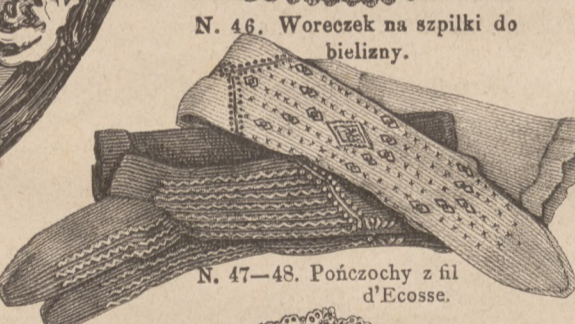 N. 46. Woreczek na szpilki do
bielizny.
N. 47—48. Pończochy z fil
d'Ecosse.